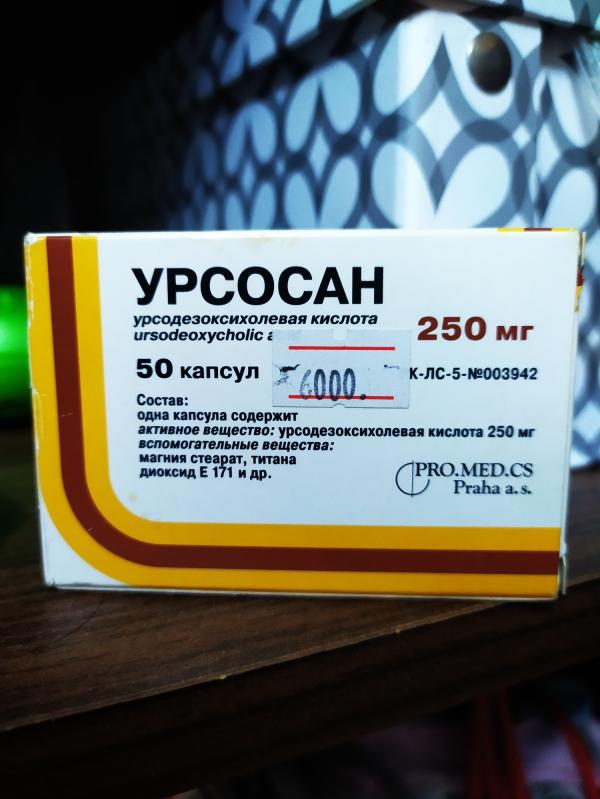 УРСОСАН
урсодезоксихолевая кислота
ursodeoxycholic
250 мг
50 капсул
6000.
К-ЛС-5-№003942
Состав:
одна капсула содержит
активное вещество: урсодезоксихолевая кислота 250 мг
вспомогательные вещества:
магния стеарат, титана
диоксид Е 171 и др.
PRO.MED.CS
Praha a. s.